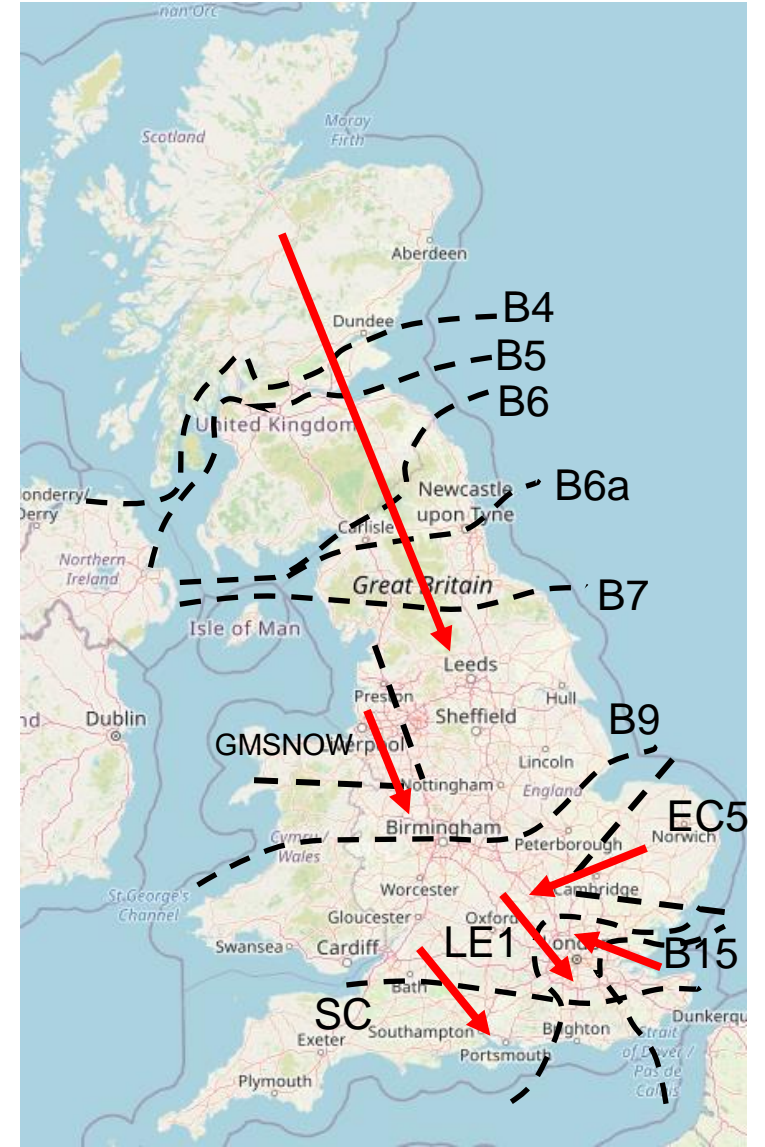 nan Orc
Scotland
Moray
Firth
Aberdeen
Dundee
B4
B5
B6
United Kingdom
onderry/
Derry
Newcastle
upon Tyne
B6a
Carlisle
Northern
Ireland
Great Britain
B7
Isle of Man
Leeds
Preston
Hull
nd
Dublin
Sheffield
B9
GMSNOW
Liverpool
Lincoln
Nottingham
England
EC5
Birmingham
Norwich
Cymru /
Wales
Peterborough
St George's
Channel
Worcester
Cambridge
Gloucester
Oxford
LE1
Swansea
Cardiff
B15
Bath
SC
Southampton
Brighton
Dunkerqu
Exeter
Portsmouth
Strait
of Dover /
Pas de
Calais
Plymouth